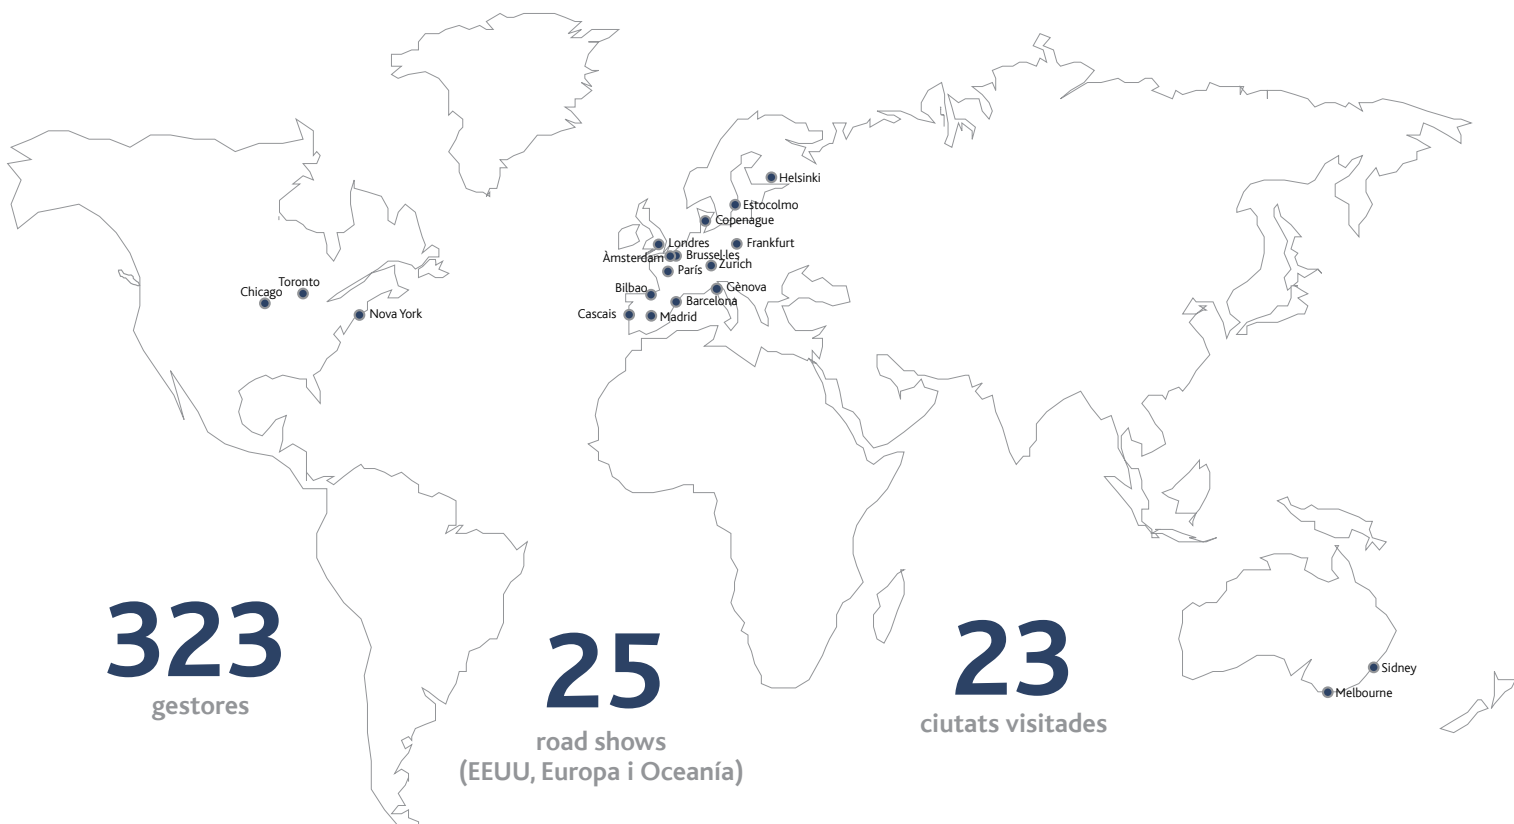 Helsinki
Estocolmo
Copenague
Londres
Frankfurt
Àmsterdam
Brussel·les
Zurich
París
Gènova
Bilbao
Barcelona
Cascais
Madrid
Toronto
Chicago
Nova York
323
gestores
25
road shows
(EEUU, Europa i Oceanía)
23
ciutats visitades
Sidney
Melbourne